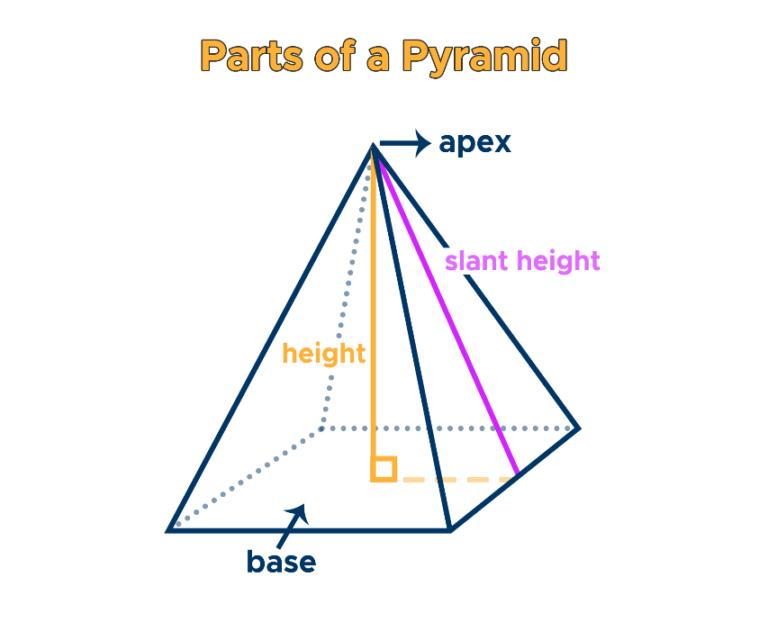 Parts of a Pyramid
apex
slant height
height
base